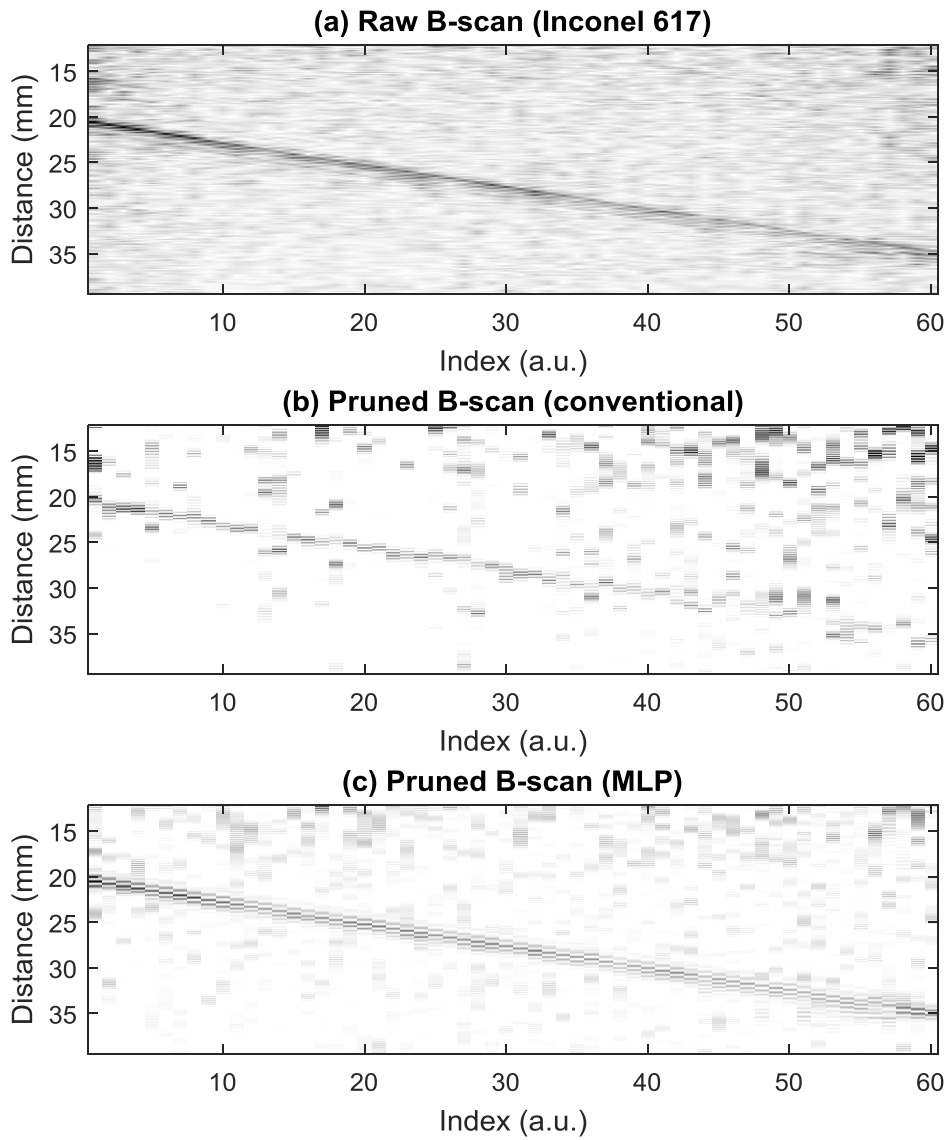 (a) Raw B-scan (Inconel 617)
15
20
25
30
35
Distance (mm)
10 20 30 40 50 60
Index (a.u.)
(b) Pruned B-scan (conventional)
15
20
25
30
35
Distance (mm)
10 20 30 40 50 60
Index (a.u.)
(c) Pruned B-scan (MLP)
15
20
25
30
35
Distance (mm)
10 20 30 40 50 60
Index (a.u.)